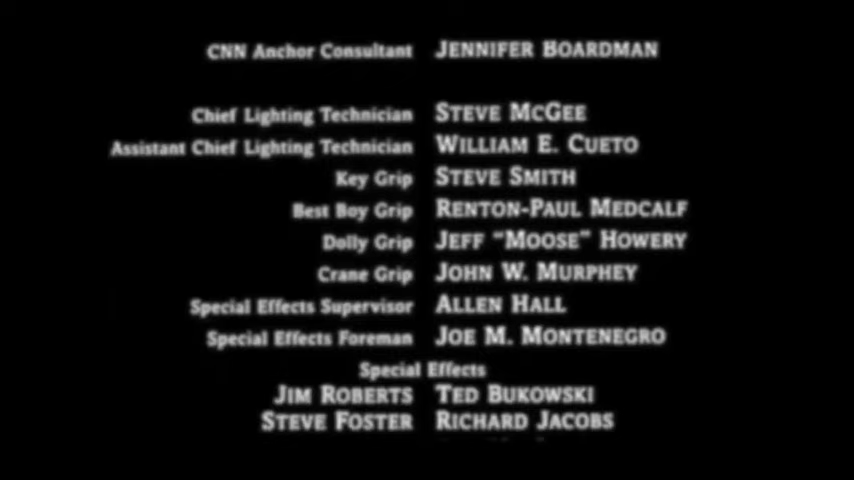 CNN Anchor Consultant JENNIFER BOARDMAN
Chief Lighting Technician STEVE MCGEE
Assistant Chief Lighting Technician WILLIAM E. CUETO
Key Grip STEVE SMITH
Best Boy Grip RENTON-PAUL MEDCALF
Dolly Grip JEFF “MOOSE” HOWERY
Crane Grip JOHN W. MURPHEY
Special Effects Supervisor ALLEN HALL
Special Effects Foreman JOE M. MONTENEGRO
Special Effects
JIM ROBERTS TED BUKOWSKI
STEVE FOSTER RICHARD JACOBS